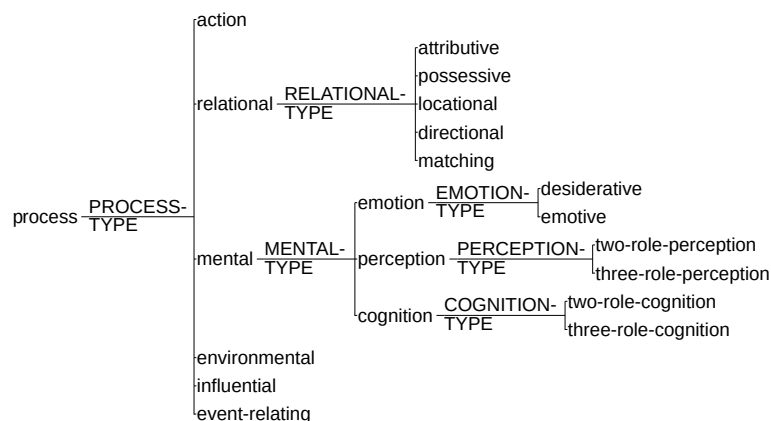 action
attributive
possessive
relational RELATIONAL-TYPE locational
directional
matching
desiderative
emotion EMOTION-TYPE
emotive
process PROCESS-TYPE
two-role-perception
mental MENTAL-TYPE perception PERCEPTION-TYPE
three-role-perception
two-role-cognition
cognition COGNITION-TYPE
three-role-cognition
environmental
influential
event-relating